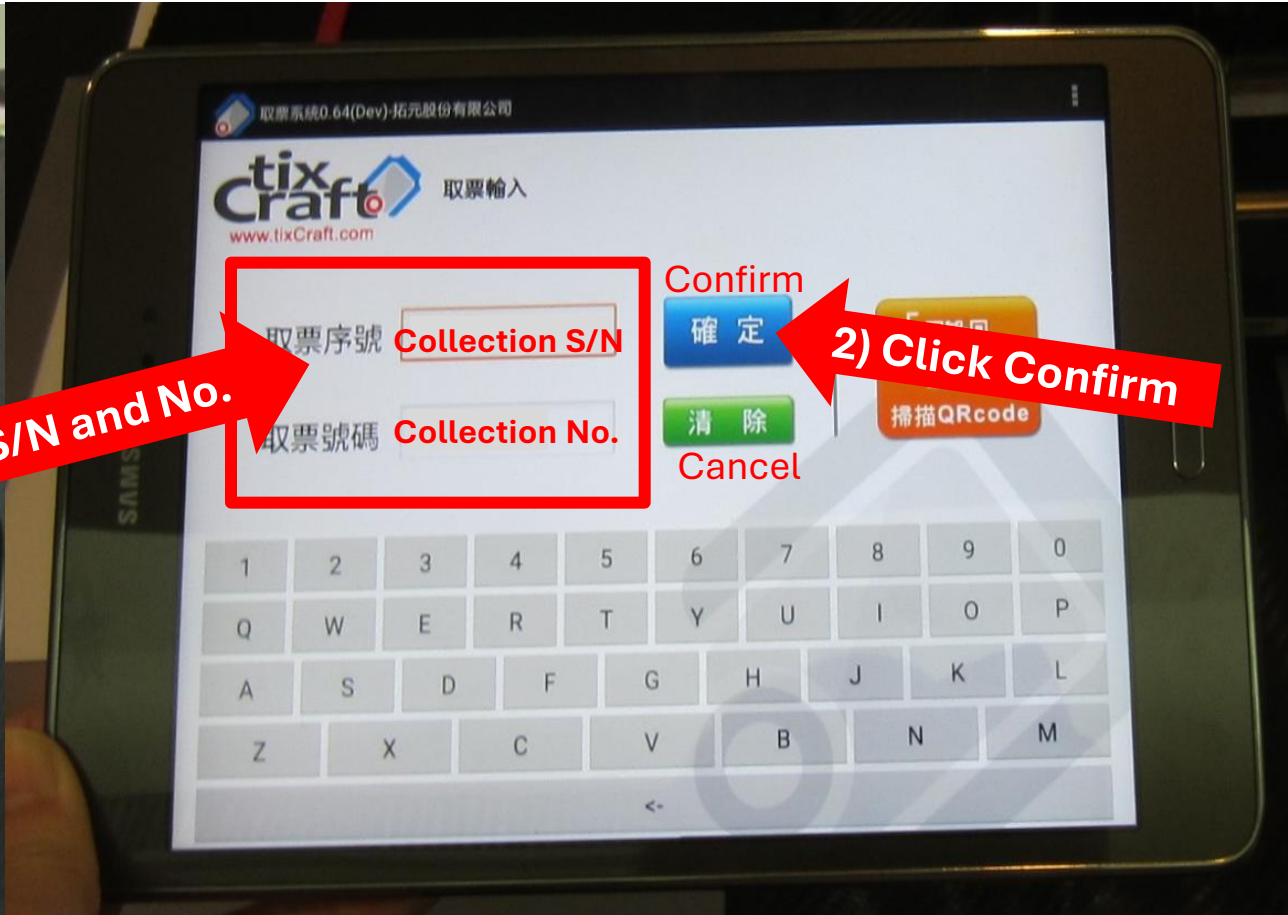 取票系統0.64(Dev)-拓元股份有限公司
tix
Craft
www.tixCraft.com
取票輸入
Confirm
取票序號 Collection S/N
確 定
2) Click Confirm
S/N and No.
取票號碼 Collection No.
清 除
掃描QRcode
Cancel
SAMSUNG
1 2 3 4 5 6 7 8 9 0
Q W E R T Y U I O P
A S D F G H J K L
Z X C V B N M
<-